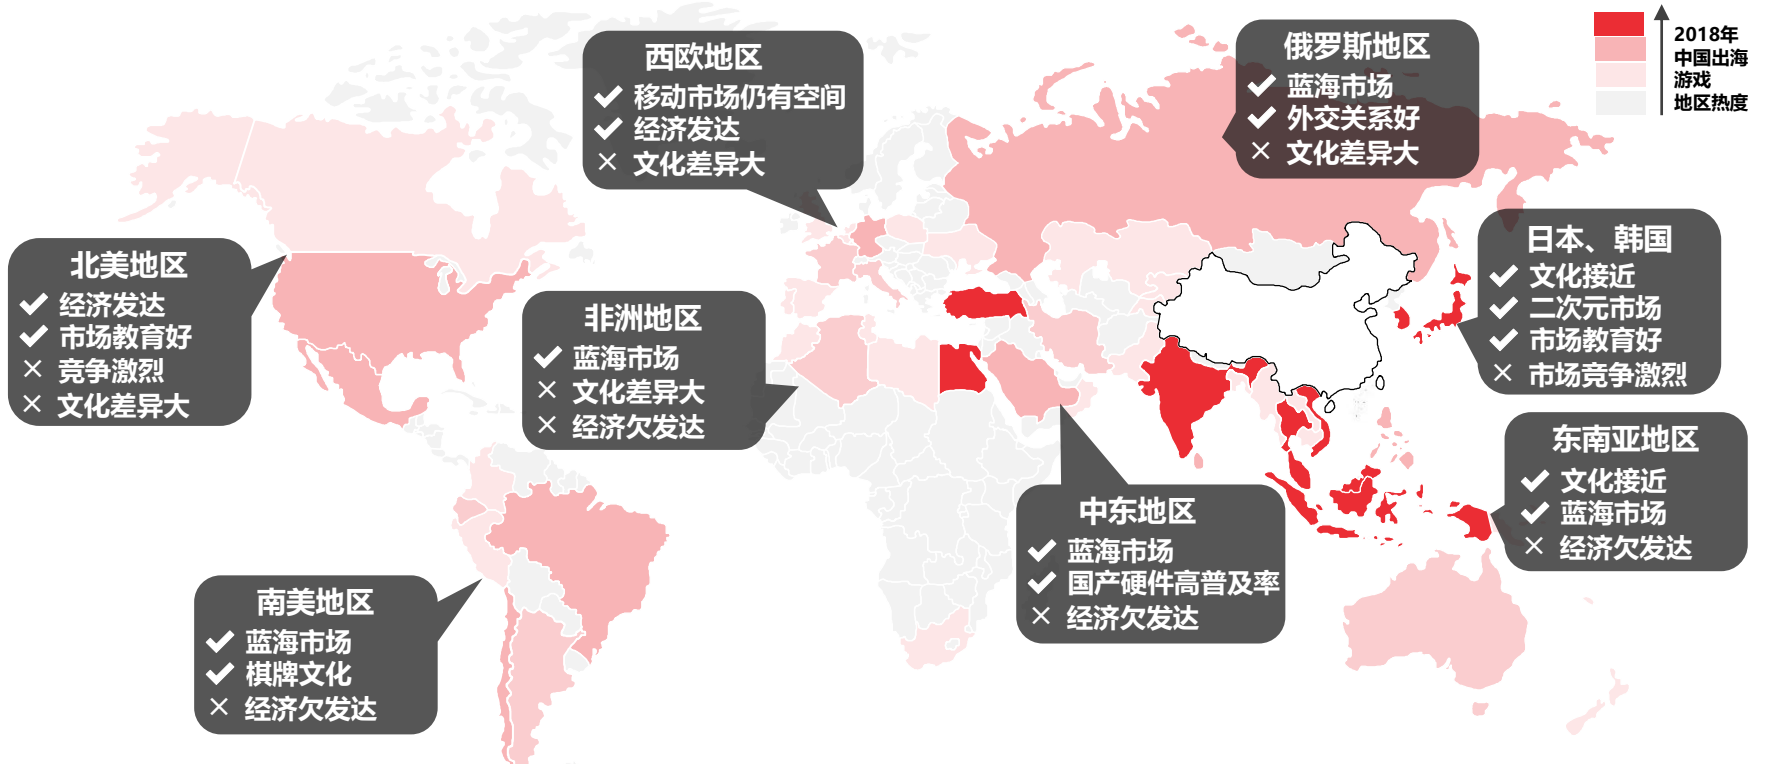 西欧地区
移动市场仍有空间
经济发达
文化差异大
俄罗斯地区
蓝海市场
外交关系好
文化差异大
2018年
中国出海
游戏
地区热度
北美地区
经济发达
市场教育好
竞争激烈
文化差异大
非洲地区
蓝海市场
文化差异大
经济欠发达
日本、韩国
文化接近
二次元市场
市场教育好
市场竞争激烈
东南亚地区
文化接近
蓝海市场
经济欠发达
中东地区
蓝海市场
国产硬件高普及率
经济欠发达
南美地区
蓝海市场
棋牌文化
经济欠发达